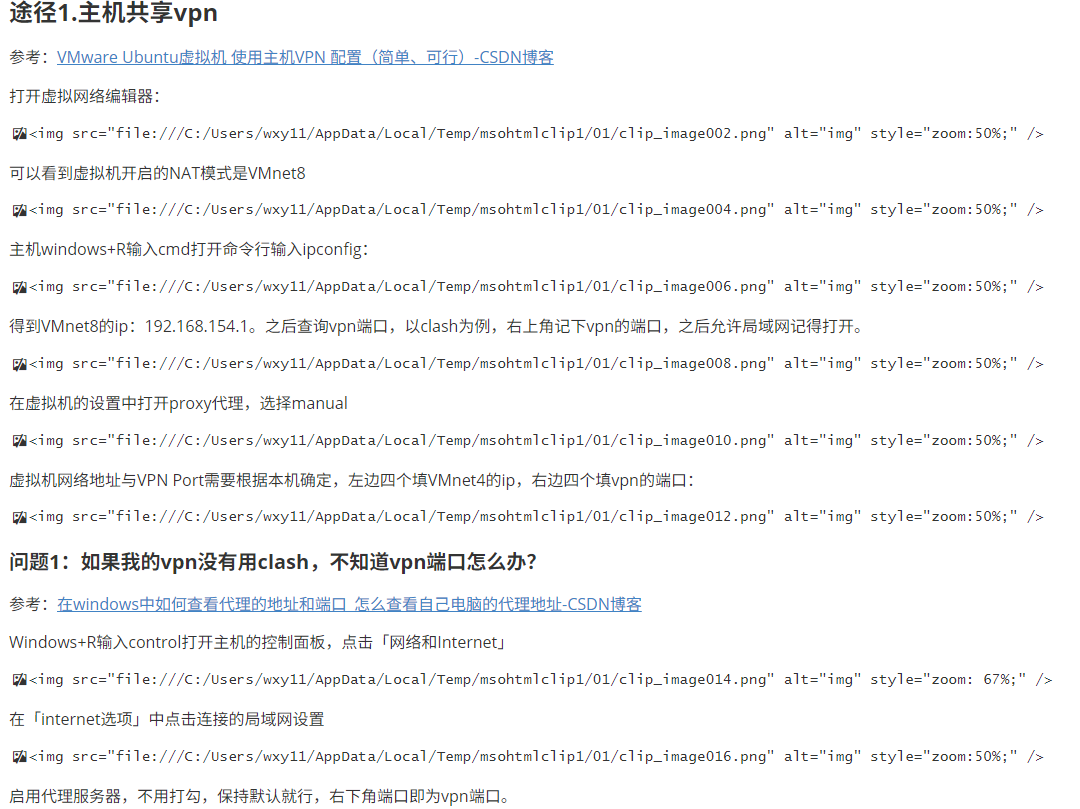 途径1.主机共享vpn
参考：VMware Ubuntu虚拟机 使用主机VPN 配置（简单、可行）-CSDN博客
打开虚拟网络编辑器：
<img src="file:///C:/Users/wxy11/AppData/Local/Temp/msohtmlclip1/01/clip_image002.png" alt="img" style="zoom:50%;" />
可以看到虚拟机开启的NAT模式是VMnet8
<img src="file:///C:/Users/wxy11/AppData/Local/Temp/msohtmlclip1/01/clip_image004.png" alt="img" style="zoom:50%;" />
主机windows+R输入cmd打开命令行输入ipconfig：
<img src="file:///C:/Users/wxy11/AppData/Local/Temp/msohtmlclip1/01/clip_image006.png" alt="img" style="zoom:50%;" />
得到VMnet8的ip：192.168.154.1。之后查询vpn端口，以clash为例，右上角记下vpn的端口，之后允许局域网记得打开。
<img src="file:///C:/Users/wxy11/AppData/Local/Temp/msohtmlclip1/01/clip_image008.png" alt="img" style="zoom:50%;" />
在虚拟机的设置中打开proxy代理，选择manual
<img src="file:///C:/Users/wxy11/AppData/Local/Temp/msohtmlclip1/01/clip_image010.png" alt="img" style="zoom:50%;" />
虚拟机网络地址与VPN Port需要根据本机确定，左边四个填VMnet4的ip，右边四个填vpn的端口：
<img src="file:///C:/Users/wxy11/AppData/Local/Temp/msohtmlclip1/01/clip_image012.png" alt="img" style="zoom:50%;" />
问题1：如果我的vpn没有用clash，不知道vpn端口怎么办？
参考：在windows中如何查看代理的地址和端口_怎么查看自己电脑的代理地址-CSDN博客
Windows+R输入control打开主机的控制面板，点击「网络和Internet」
<img src="file:///C:/Users/wxy11/AppData/Local/Temp/msohtmlclip1/01/clip_image014.png" alt="img" style="zoom: 67%;" />
在「internet选项」中点击连接的局域网设置
<img src="file:///C:/Users/wxy11/AppData/Local/Temp/msohtmlclip1/01/clip_image016.png" alt="img" style="zoom:50%;" />
启用代理服务器，不用打勾，保持默认就行，右下角端口即为vpn端口。